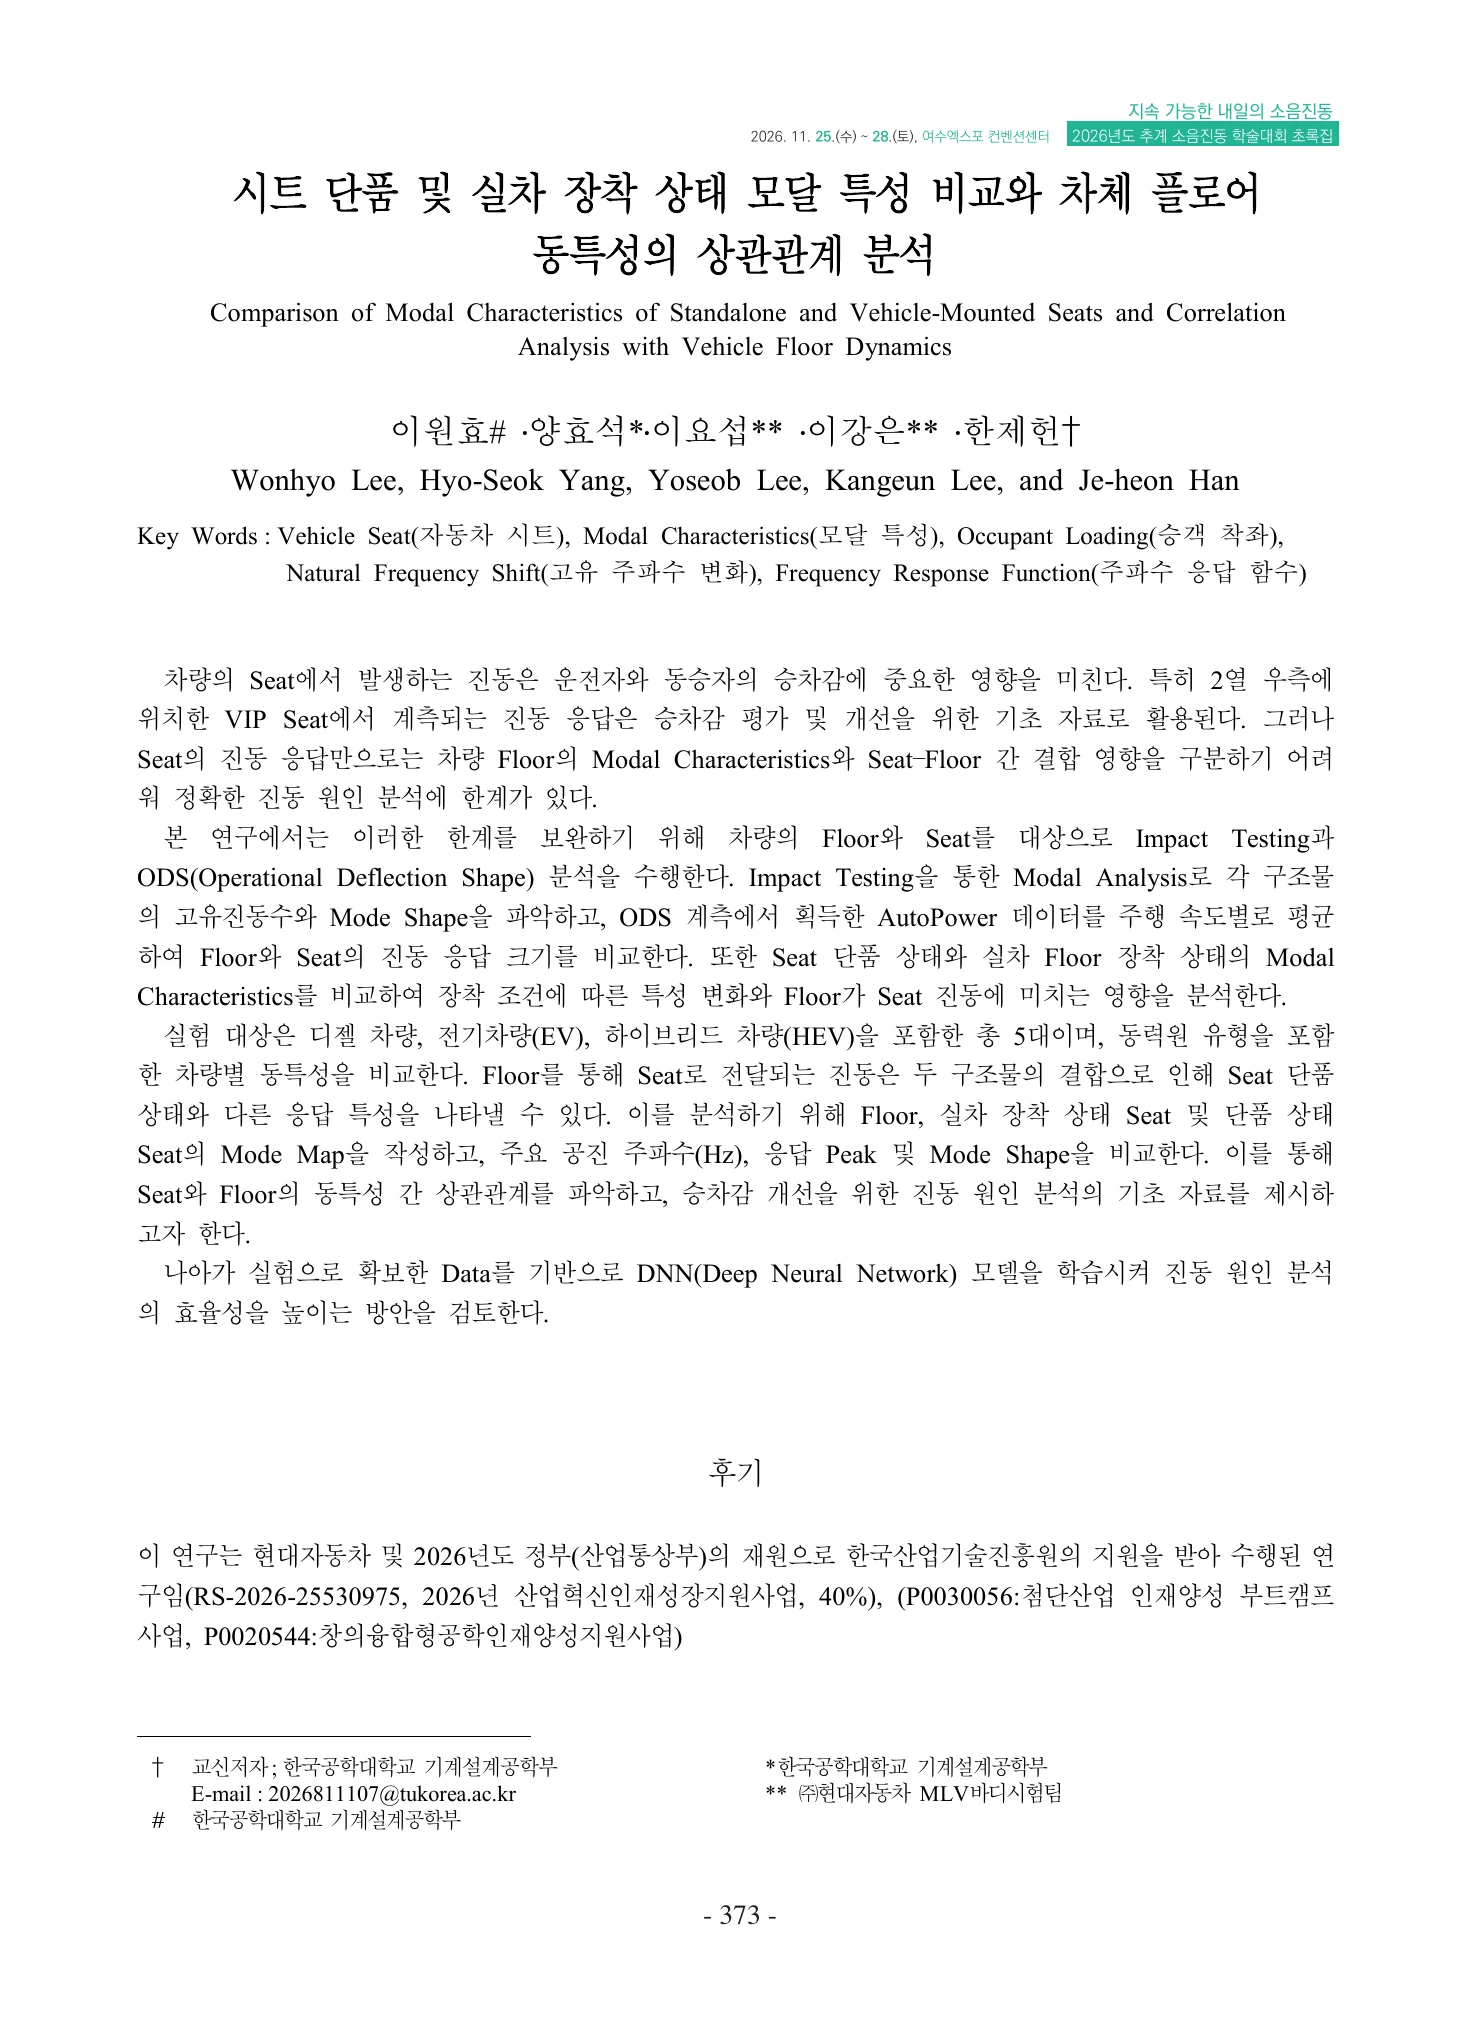 지속 가능한 내일의 소음진동
2026. 11. 25.(수) ~ 28.(토), 여수엑스포 컨벤션센터 2026년도 추계 소음진동 학술대회 초록집
시트 단품 및 실차 장착 상태 모달 특성 비교와 차체 플로어
동특성의 상관관계 분석
Comparison of Modal Characteristics of Standalone and Vehicle-Mounted Seats and Correlation
Analysis with Vehicle Floor Dynamics
이원효# ·양효석*·이요섭** ·이강은** ·한제헌†
Wonhyo Lee, Hyo-Seok Yang, Yoseob Lee, Kangeun Lee, and Je-heon Han
Key Words : Vehicle Seat(자동차 시트), Modal Characteristics(모달 특성), Occupant Loading(승객 착좌),
Natural Frequency Shift(고유 주파수 변화), Frequency Response Function(주파수 응답 함수)
차량의 Seat에서 발생하는 진동은 운전자와 동승자의 승차감에 중요한 영향을 미친다. 특히 2열 우측에
위치한 VIP Seat에서 계측되는 진동 응답은 승차감 평가 및 개선을 위한 기초 자료로 활용된다. 그러나
Seat의 진동 응답만으로는 차량 Floor의 Modal Characteristics와 Seat–Floor 간 결합 영향을 구분하기 어려
워 정확한 진동 원인 분석에 한계가 있다.
본 연구에서는 이러한 한계를 보완하기 위해 차량의 Floor와 Seat를 대상으로 Impact Testing과
ODS(Operational Deflection Shape) 분석을 수행한다. Impact Testing을 통한 Modal Analysis로 각 구조물
의 고유진동수와 Mode Shape을 파악하고, ODS 계측에서 획득한 AutoPower 데이터를 주행 속도별로 평균
하여 Floor와 Seat의 진동 응답 크기를 비교한다. 또한 Seat 단품 상태와 실차 Floor 장착 상태의 Modal
Characteristics를 비교하여 장착 조건에 따른 특성 변화와 Floor가 Seat 진동에 미치는 영향을 분석한다.
실험 대상은 디젤 차량, 전기차량(EV), 하이브리드 차량(HEV)을 포함한 총 5대이며, 동력원 유형을 포함
한 차량별 동특성을 비교한다. Floor를 통해 Seat로 전달되는 진동은 두 구조물의 결합으로 인해 Seat 단품
상태와 다른 응답 특성을 나타낼 수 있다. 이를 분석하기 위해 Floor, 실차 장착 상태 Seat 및 단품 상태
Seat의 Mode Map을 작성하고, 주요 공진 주파수(Hz), 응답 Peak 및 Mode Shape을 비교한다. 이를 통해
Seat와 Floor의 동특성 간 상관관계를 파악하고, 승차감 개선을 위한 진동 원인 분석의 기초 자료를 제시하
고자 한다.
나아가 실험으로 확보한 Data를 기반으로 DNN(Deep Neural Network) 모델을 학습시켜 진동 원인 분석
의 효율성을 높이는 방안을 검토한다.
후기
이 연구는 현대자동차 및 2026년도 정부(산업통상부)의 재원으로 한국산업기술진흥원의 지원을 받아 수행된 연
구임(RS-2026-25530975, 2026년 산업혁신인재성장지원사업, 40%), (P0030056:첨단산업 인재양성 부트캠프
사업, P0020544:창의융합형공학인재양성지원사업)
† 교신저자 ; 한국공학대학교 기계설계공학부
E-mail : 2026811107@tukorea.ac.kr
# 한국공학대학교 기계설계공학부
* 한국공학대학교 기계설계공학부
** ㈜현대자동차 MLV바디시험팀
- 373 -